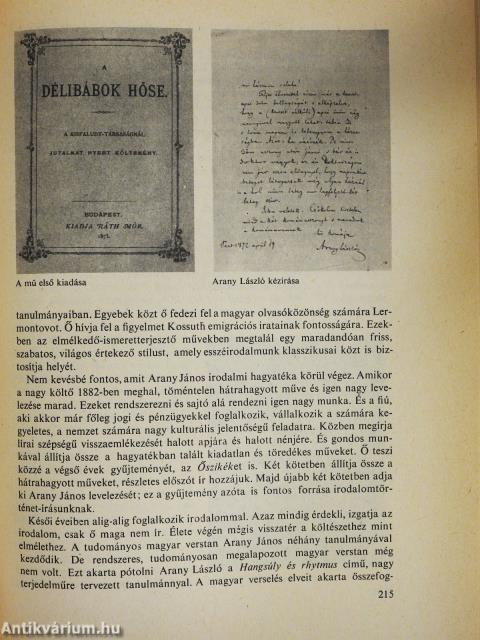 A
DÉLIBÁBOK HŐSE.
A KISFALUDY-TÁRSASÁGNÁL
JUTALMAT NYERT KÖLTEMÉNY.
BUDAPEST.
KIADJA RÁTH MÓR.
Pest 1872 april 19
Arany László
A mű első kiadása
Arany László kézírása
tanulmányaiban. Egyebek közt ő fedezi fel a magyar olvasóközönség számára Ler-
montovot. Ő hívja fel a figyelmet Kossuth emigrációs iratainak fontosságára. Ezek-
ben az elmélkedő-ismeretterjesztő művekben megtalál egy maradandóan friss,
szabatos, világos értekező stílust, amely esszéirodalmunk klasszikusai közt is biz-
tosítja helyét.
Nem kevésbé fontos, amit Arany János irodalmi hagyatéka körül végez. Amikor
a nagy költő 1882-ben meghal, töméntelen hátrahagyott műve és igen nagy leve-
lezése marad. Ezeket rendszerezni és sajtó alá rendezni igen nagy munka. És a fiú,
aki akkor már főleg jogi és pénzügyekkel foglalkozik, vállalkozik a számára ke-
gyeletes, a nemzet számára nagy kulturális jelentőségű feladatra. Közben megírja
lírai szépségű visszaemlékezését halott apjára és halott nénjére. És gondos mun-
kával állítja össze a hagyatékban talált kiadatlan és töredékes műveket. Ő teszi
közzé a végső évek gyűjteményét, az Őszikéket is. Két kötetben állítja össze a
hátrahagyott műveket, részletes előszót ír hozzájuk. Majd újabb két kötetben adja
ki Arany János levelezését; ez a gyűjtemény azóta is fontos forrása irodalomtör-
ténet-írásunknak.
Késői éveiben alig-alig foglalkozik irodalommal. Azaz mindig érdekli, izgatja az
irodalom, csak ő maga nem ír. Élete végén mégis visszatér a költészethez mint
elmélethez. A tudományos magyar verstan Arany János néhány tanulmányával
kezdődik. De rendszeres, tudományosan megalapozott magyar verstan még
nem volt. Ezt akarta pótolni Arany László a Hangsúly és rhytmus című, nagy
terjedelműre tervezett tanulmánnyal. A magyar verselés elveit akarta összefog-
215
Antikvárium.hu